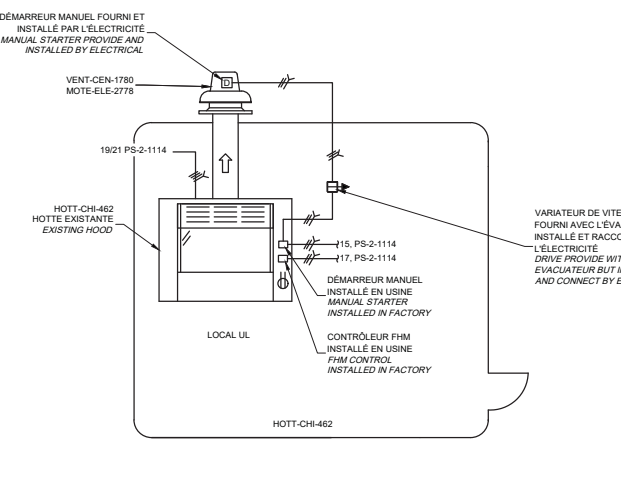 DÉMARREUR MANUEL FOURNI ET
INSTALLÉ PAR L'ÉLECTRICITÉ
MANUAL STARTER PROVIDE AND
INSTALLED BY ELECTRICAL
VENT-CEN-1780
MOTE-ELE-2778
D
19/21 PS-2-1114
HOTT-CHI-462
HOTTE EXISTANTE
EXISTING HOOD
15, PS-2-1114
17, PS-2-1114
DÉMARREUR MANUEL
INSTALLÉ EN USINE
MANUAL STARTER
INSTALLED IN FACTORY
CONTRÔLEUR FHM
INSTALLÉ EN USINE
FHM CONTROL
INSTALLED IN FACTORY
LOCAL UL
HOTT-CHI-462
VARIATEUR DE VITE
FOURNI AVEC L'ÉVA
INSTALLÉ ET RACCO
L'ÉLECTRICITÉ
DRIVE PROVIDE WIT
EVACUATEUR BUT I
AND CONNECT BY E